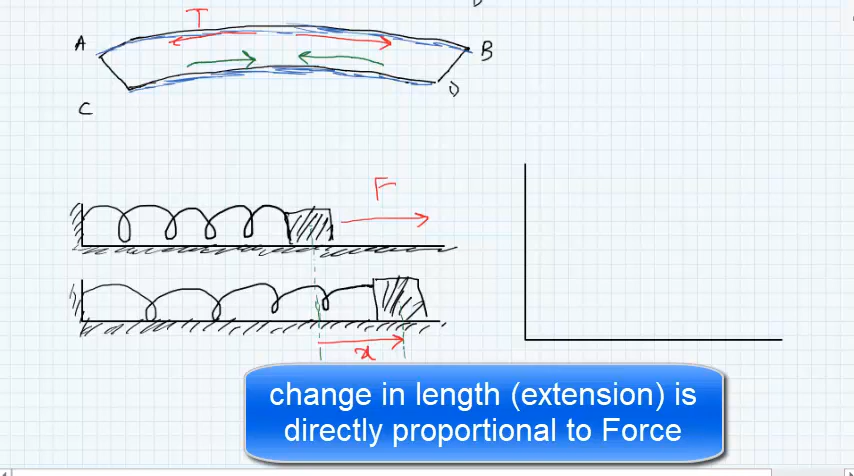 T
A
B
C
D
F
x
change in length (extension) is
directly proportional to Force